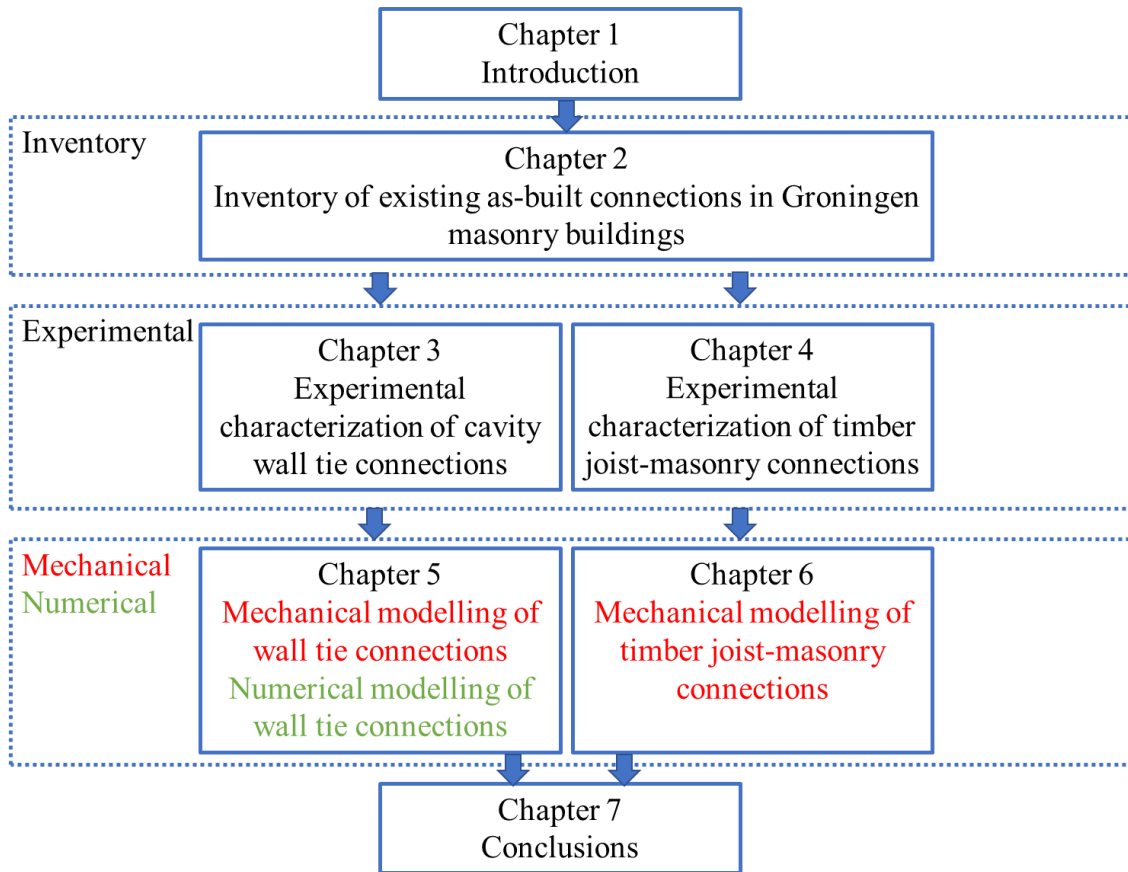 Chapter 1
Introduction
Inventory
Chapter 2
Inventory of existing as-built connections in Groningen
masonry buildings
Experimental
Chapter 3
Experimental
characterization of cavity
wall tie connections
Chapter 4
Experimental
characterization of timber
joist-masonry connections
Mechanical
Numerical
Chapter 5
Mechanical modelling of
wall tie connections
Numerical modelling of
wall tie connections
Chapter 6
Mechanical modelling of
timber joist-masonry
connections
Chapter 7
Conclusions